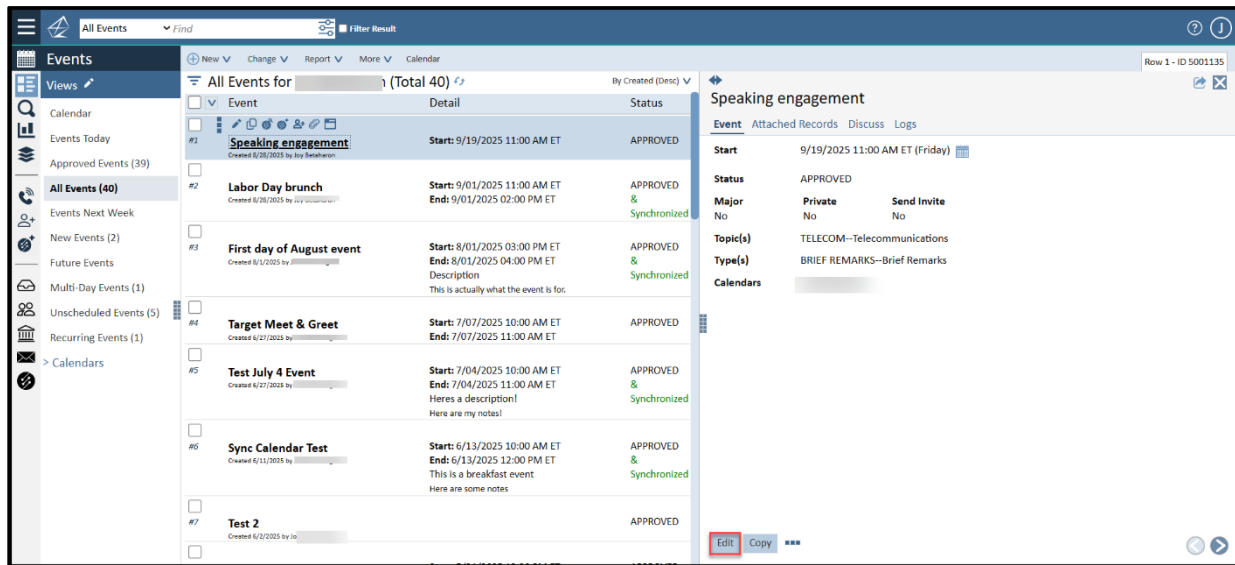 All Events Find Filter Result J
Events
New Change Report More Calendar
Row 1 - ID 5001135
Views
Calendar
Events Today
Approved Events (39)
All Events (40)
Events Next Week
New Events (2)
Future Events
Multi-Day Events (1)
Unscheduled Events (5)
Recurring Events (1)
> Calendars
All Events for (Total 40)
By Created (Desc)
Event Detail Status
#1 Speaking engagement Start: 9/19/2025 11:00 AM ET APPROVED
Created 8/28/2025 by Joy Betaharon
#2 Labor Day brunch Start: 9/01/2025 11:00 AM ET APPROVED
Created 8/28/2025 by End: 9/01/2025 02:00 PM ET &
Synchronized
#3 First day of August event Start: 8/01/2025 03:00 PM ET APPROVED
Created 8/1/2025 by End: 8/01/2025 04:00 PM ET &
Description Synchronized
This is actually what the event is for.
#4 Target Meet & Greet Start: 7/07/2025 10:00 AM ET APPROVED
Created 6/27/2025 by End: 7/07/2025 11:00 AM ET
#5 Test July 4 Event Start: 7/04/2025 10:00 AM ET APPROVED
Created 6/27/2025 by End: 7/04/2025 11:00 AM ET &
Heres a description! Synchronized
Here are my notes!
#6 Sync Calendar Test Start: 6/13/2025 10:00 AM ET APPROVED
Created 6/11/2025 by End: 6/13/2025 12:00 PM ET &
This is a breakfast event Synchronized
Here are some notes
#7 Test 2 APPROVED
Created 6/2/2025 by Jo
Speaking engagement
Event Attached Records Discuss Logs
Start 9/19/2025 11:00 AM ET (Friday)
Status APPROVED
Major Private Send Invite
No No No
Topic(s) TELECOM--Telecommunications
Type(s) BRIEF REMARKS--Brief Remarks
Calendars
Edit Copy